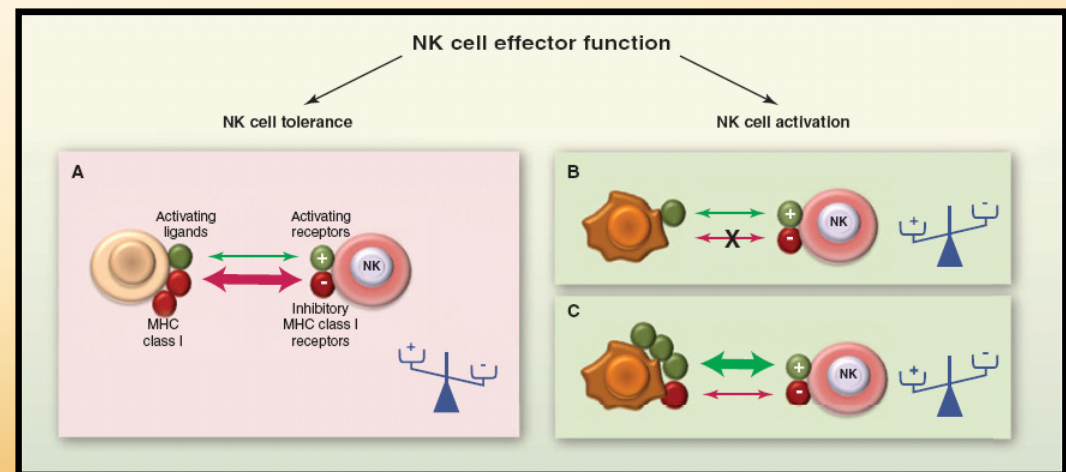 NK cell effector function
NK cell tolerance
NK cell activation
A
Activating
ligands
Activating
receptors
+
-
NK
MHC
class I
Inhibitory
MHC class I
receptors
+
-
B
+
-
X
NK
+
-
C
+
-
NK
+
-